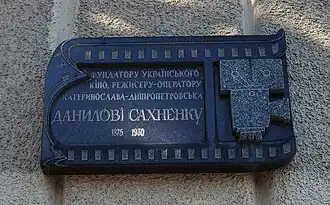 ФУНДАТОРУ УКРАЇНСЬКОГО
КІНО, РЕЖИСЕРУ-ОПЕРАТОРУ
КАТЕРИНОСЛАВА-ДНІПРОПЕТРОВСЬКА
ДАНИЛОВІ САХНЕНКУ
1875 1930